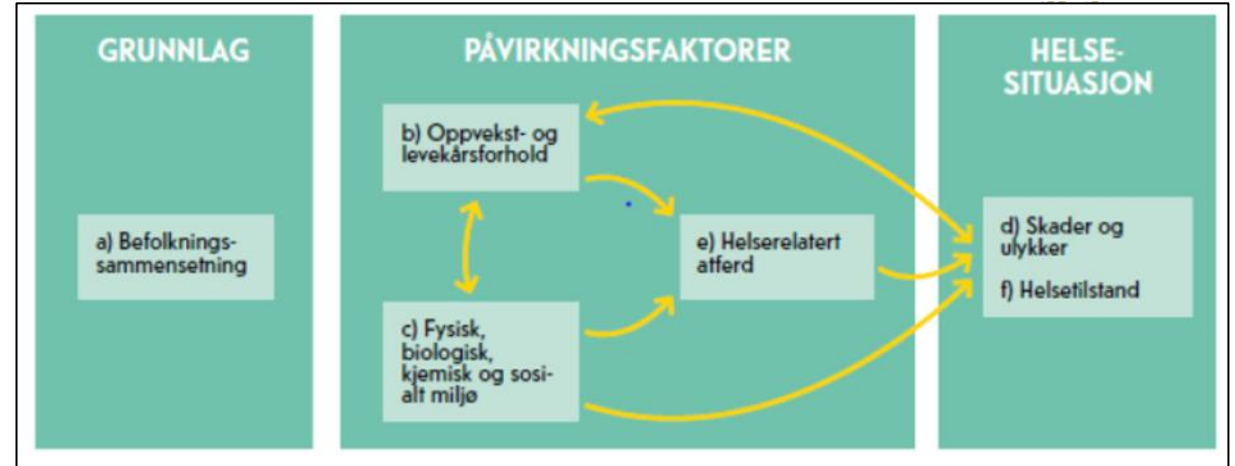 GRUNNLAG
a) Befolknings-
sammensetning
PÅVIRKNINGSFAKTORER
b) Oppvekst- og
levekårsforhold
c) Fysisk,
biologisk,
kjemisk og sosi-
alt miljø
e) Helserelatert
atferd
HELSE-
SITUASJON
d) Skader og
ulykker
f) Helsetilstand